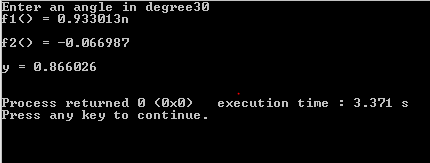 Enter an angle in degree30
f1() = 0.933013n
f2() = -0.066987
y = 0.866026
Process returned 0 (0x0)   execution time : 3.371 s
Press any key to continue.